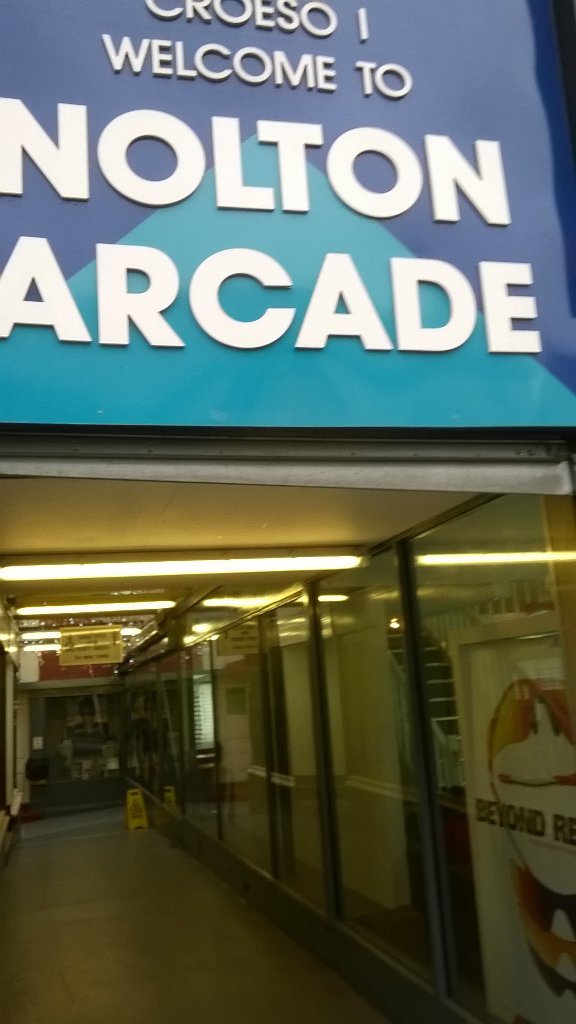 CROESO I
WELCOME TO
NOLTON
ARCADE
BEYOND RE